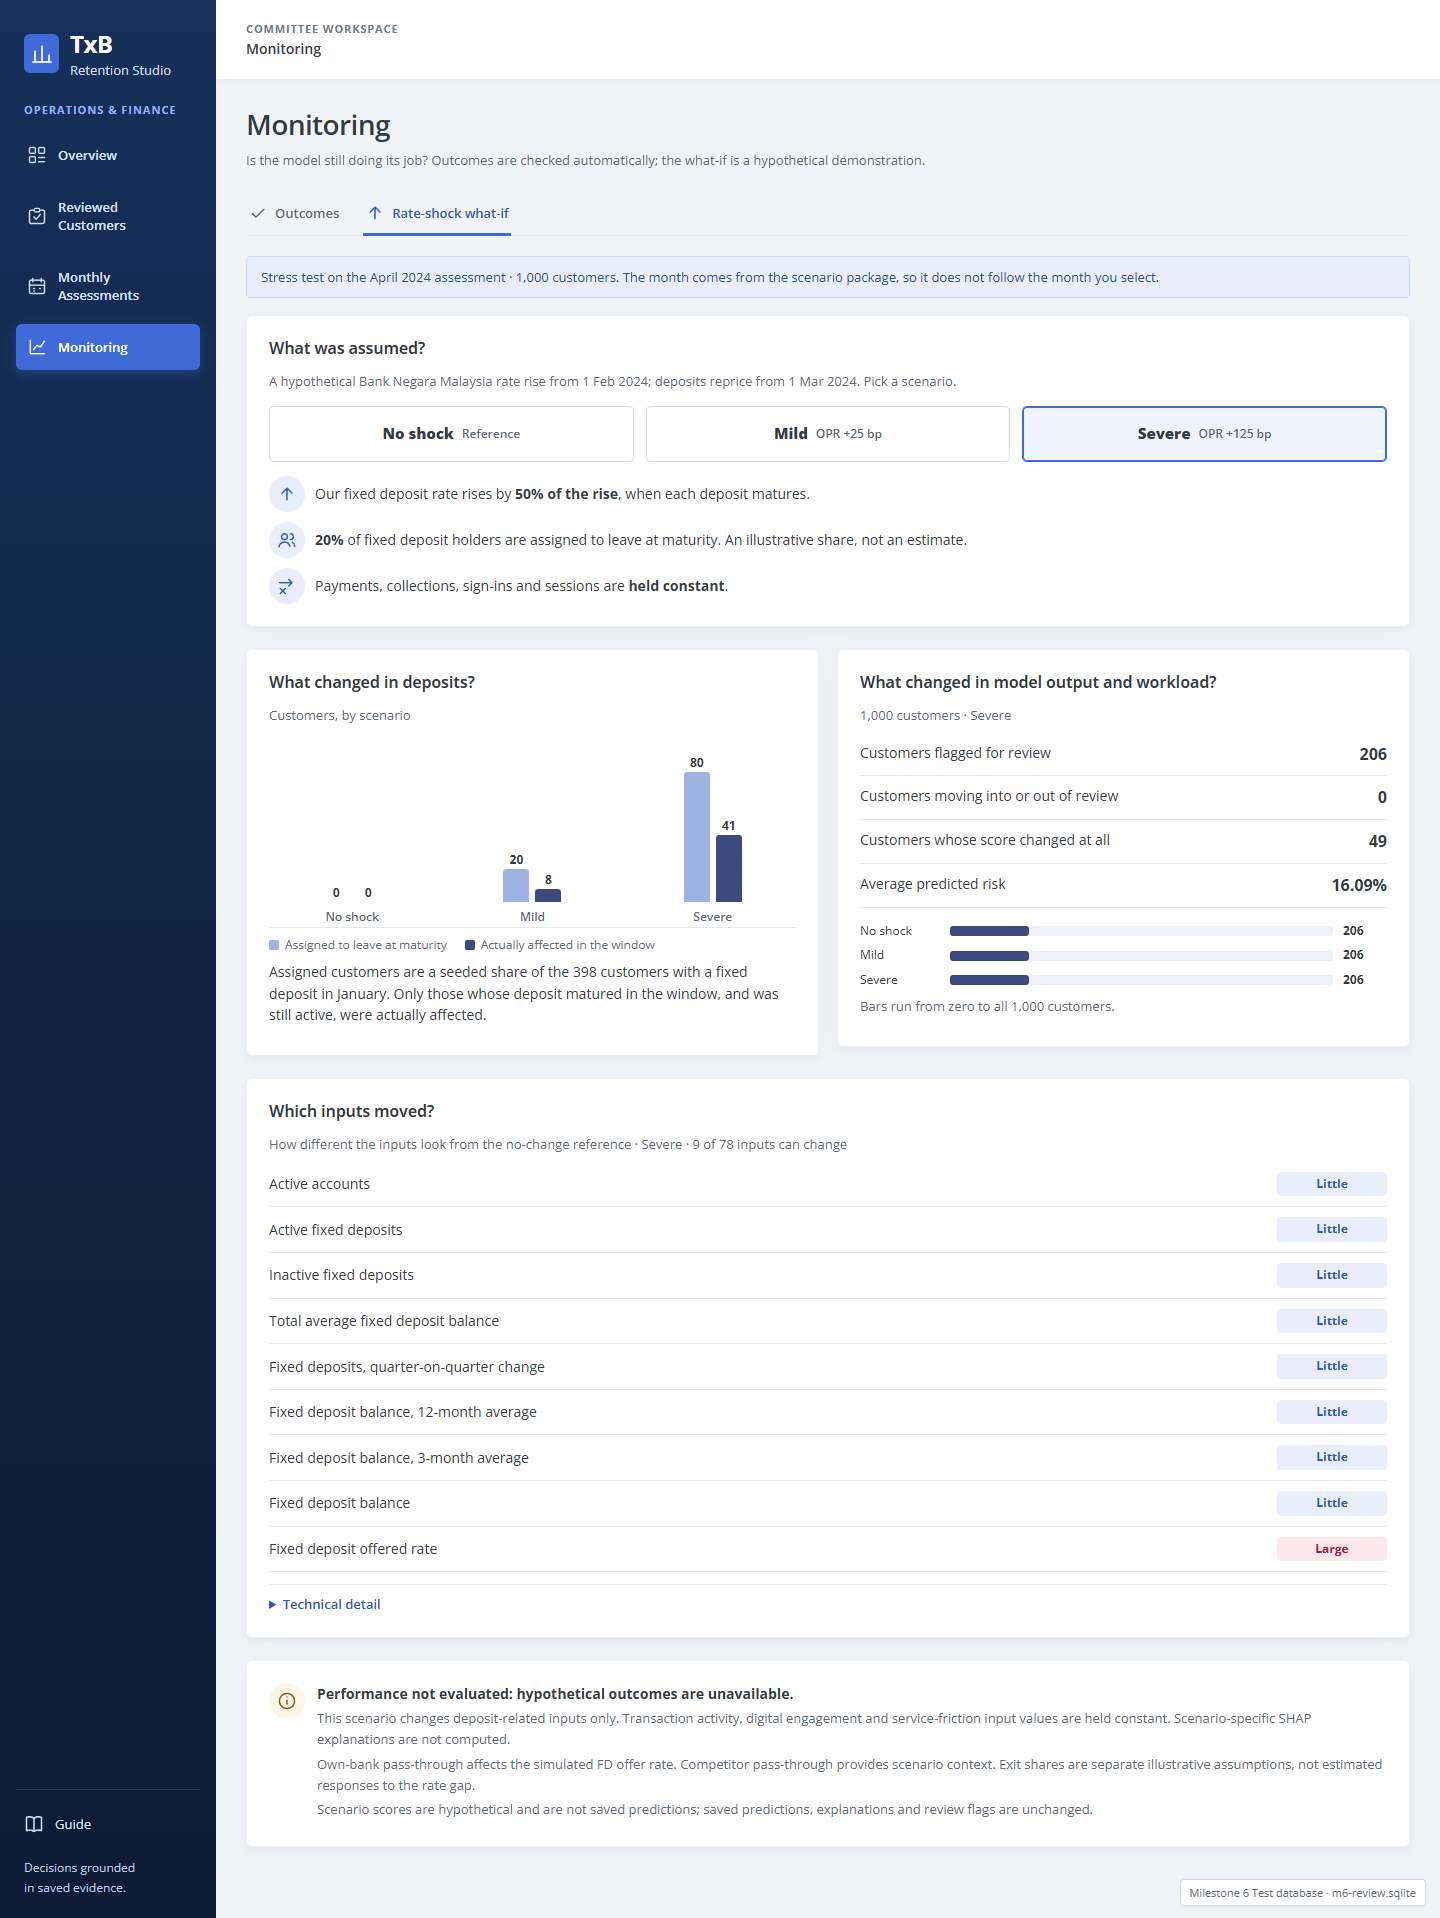 TxB
Retention Studio
OPERATIONS & FINANCE
Overview
Reviewed
Customers
Monthly
Assessments
Monitoring
Guide
Decisions grounded
in saved evidence.
COMMITTEE WORKSPACE
Monitoring
Monitoring
Is the model still doing its job? Outcomes are checked automatically; the what-if is a hypothetical demonstration.
Outcomes
Rate-shock what-if
Stress test on the April 2024 assessment · 1,000 customers. The month comes from the scenario package, so it does not follow the month you select.
What was assumed?
A hypothetical Bank Negara Malaysia rate rise from 1 Feb 2024; deposits reprice from 1 Mar 2024. Pick a scenario.
No shock Reference
Mild OPR +25 bp
Severe OPR +125 bp
Our fixed deposit rate rises by 50% of the rise, when each deposit matures.
20% of fixed deposit holders are assigned to leave at maturity. An illustrative share, not an estimate.
Payments, collections, sign-ins and sessions are held constant.
What changed in deposits?
Customers, by scenario
0 0
20 8
80 41
No shock Mild Severe
Assigned to leave at maturity Actually affected in the window
Assigned customers are a seeded share of the 398 customers with a fixed
deposit in January. Only those whose deposit matured in the window, and was
still active, were actually affected.
What changed in model output and workload?
1,000 customers · Severe
Customers flagged for review 206
Customers moving into or out of review 0
Customers whose score changed at all 49
Average predicted risk 16.09%
No shock 206
Mild 206
Severe 206
Bars run from zero to all 1,000 customers.
Which inputs moved?
How different the inputs look from the no-change reference · Severe · 9 of 78 inputs can change
Active accounts Little
Active fixed deposits Little
Inactive fixed deposits Little
Total average fixed deposit balance Little
Fixed deposits, quarter-on-quarter change Little
Fixed deposit balance, 12-month average Little
Fixed deposit balance, 3-month average Little
Fixed deposit balance Little
Fixed deposit offered rate Large
Technical detail
Performance not evaluated: hypothetical outcomes are unavailable.
This scenario changes deposit-related inputs only. Transaction activity, digital engagement and service-friction input values are held constant. Scenario-specific SHAP
explanations are not computed.
Own-bank pass-through affects the simulated FD offer rate. Competitor pass-through provides scenario context. Exit shares are separate illustrative assumptions, not estimated
responses to the rate gap.
Scenario scores are hypothetical and are not saved predictions; saved predictions, explanations and review flags are unchanged.
Milestone 6 Test database · m6-review.sqlite